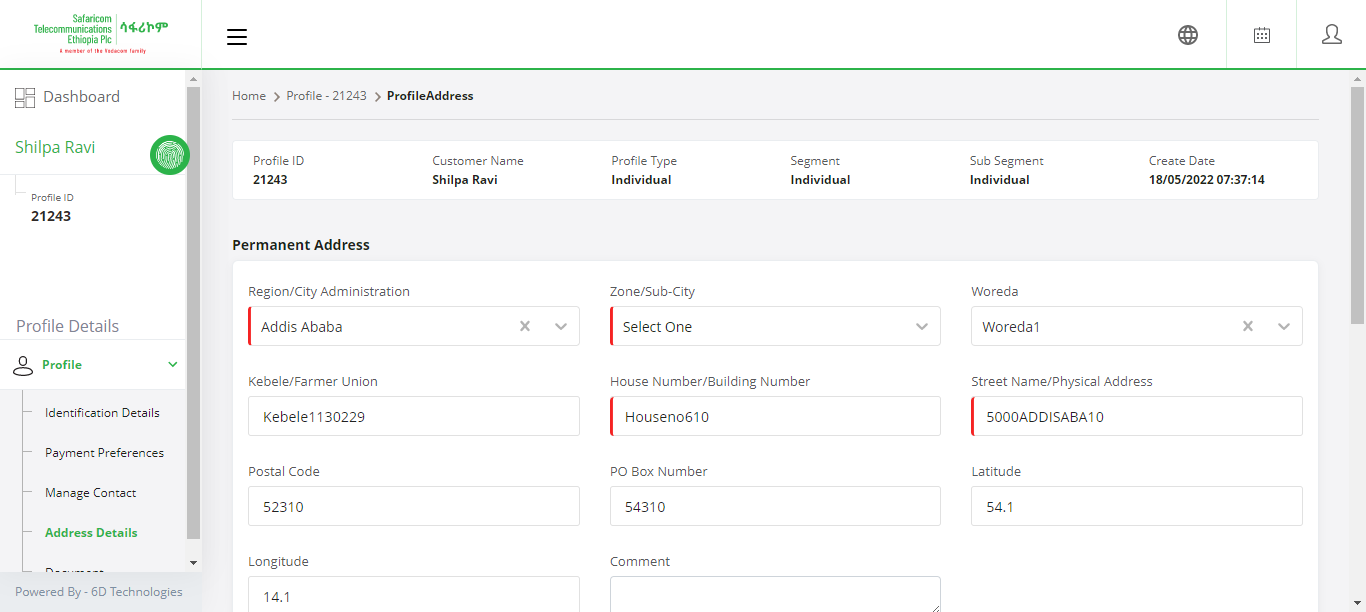 Safaricom
Telecommunications
Ethiopia Plc
ሳፋሪኮም
A member of the Vodacom family
Dashboard
Shilpa Ravi
Profile ID
21243
Profile Details
Profile
Identification Details
Payment Preferences
Manage Contact
Address Details
Document
Powered By - 6D Technologies
Home > Profile - 21243 > ProfileAddress
Profile ID Customer Name Profile Type Segment Sub Segment Create Date
21243 Shilpa Ravi Individual Individual Individual 18/05/2022 07:37:14
Permanent Address
Region/City Administration Zone/Sub-City Woreda
Addis Ababa Select One Woreda1
Kebele/Farmer Union House Number/Building Number Street Name/Physical Address
Kebele1130229 Houseno610 5000ADDISABA10
Postal Code PO Box Number Latitude
52310 54310 54.1
Longitude Comment
14.1